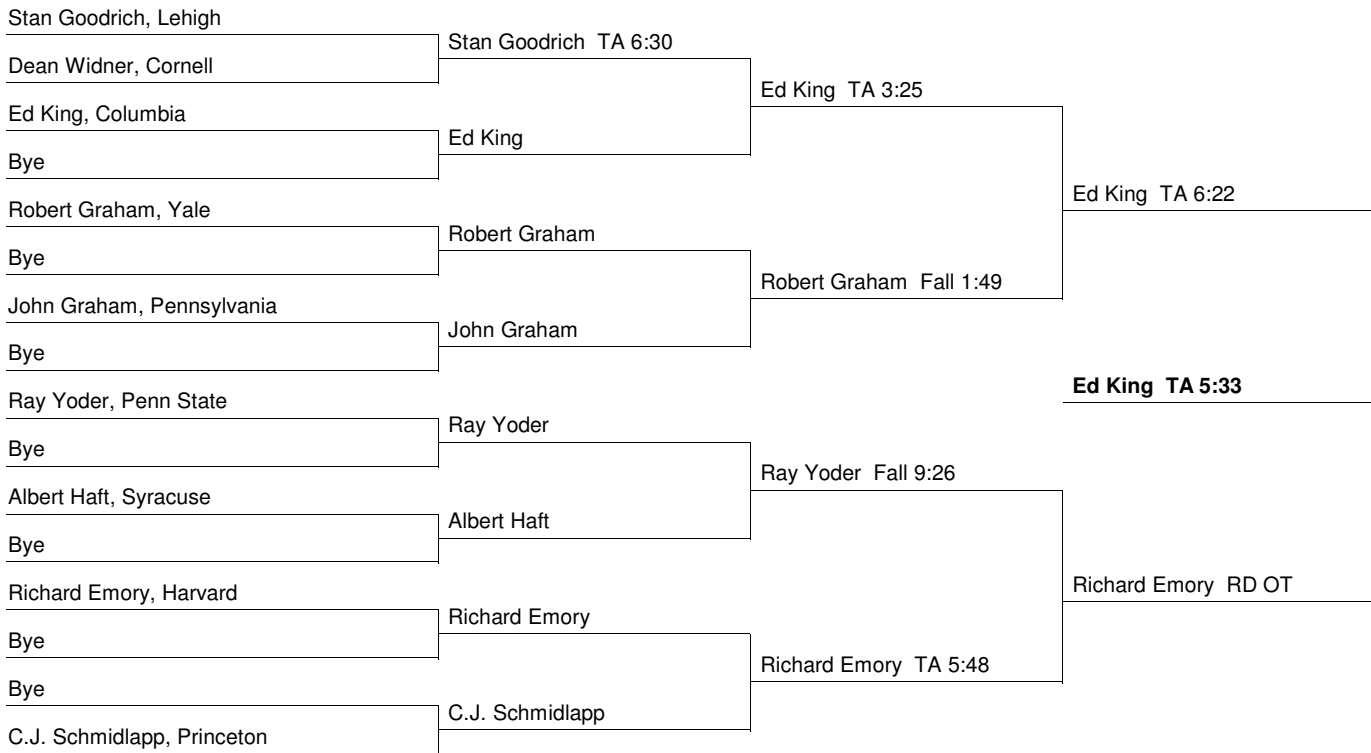 Stan Goodrich, Lehigh
Dean Widner, Cornell
Ed King, Columbia
Bye
Robert Graham, Yale
Bye
John Graham, Pennsylvania
Bye
Ray Yoder, Penn State
Bye
Albert Haft, Syracuse
Bye
Richard Emory, Harvard
Bye
Bye
C.J. Schmidlapp, Princeton
Stan Goodrich TA 6:30
Ed King
Robert Graham
John Graham
Ray Yoder
Albert Haft
Richard Emory
C.J. Schmidlapp
Ed King TA 3:25
Robert Graham Fall 1:49
Ray Yoder Fall 9:26
Richard Emory TA 5:48
Ed King TA 6:22
Ed King TA 5:33
Richard Emory RD OT